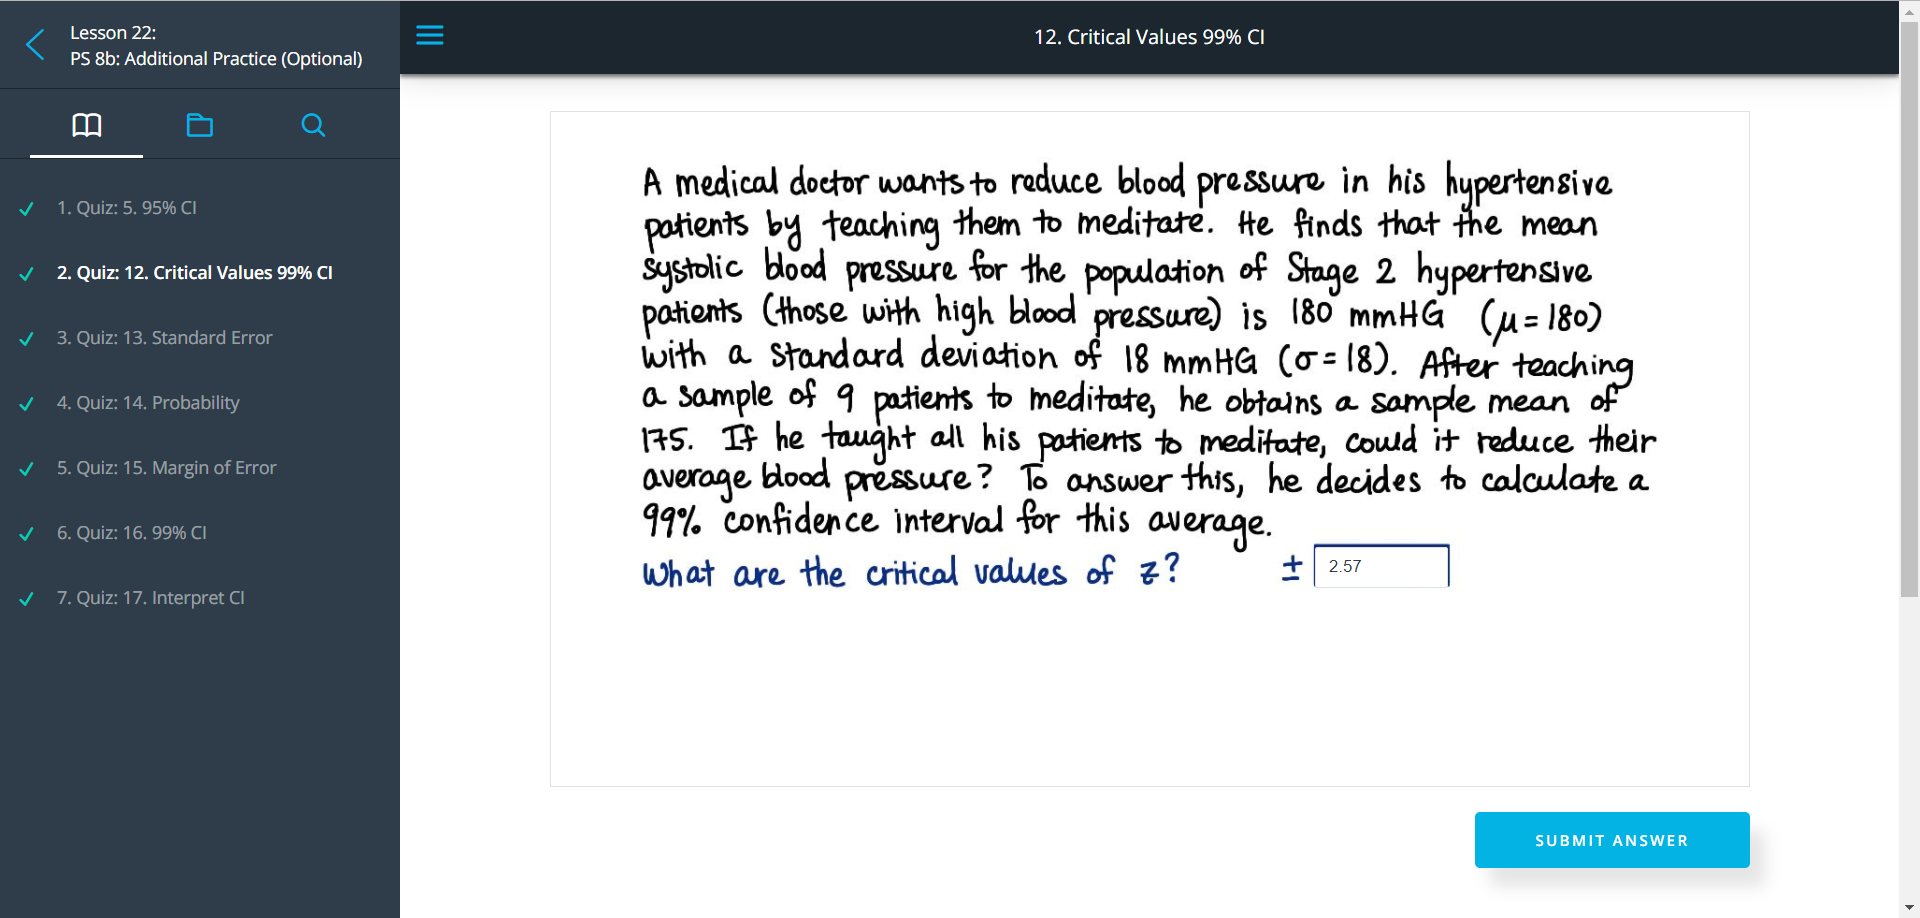 Lesson 22:
PS 8b: Additional Practice (Optional)
1. Quiz: 5. 95% CI
2. Quiz: 12. Critical Values 99% CI
3. Quiz: 13. Standard Error
4. Quiz: 14. Probability
5. Quiz: 15. Margin of Error
6. Quiz: 16. 99% CI
7. Quiz: 17. Interpret CI
12. Critical Values 99% CI
A medical doctor wants to reduce blood pressure in his hypertensive
patients by teaching them to meditate. He finds that the mean
systolic blood pressure for the population of Stage 2 hypertensive
patients (those with high blood pressure) is 180 mmHG (μ = 180)
with a standard deviation of 18 mmHG (σ = 18). After teaching
a sample of 9 patients to meditate, he obtains a sample mean of
175. If he taught all his patients to meditate, could it reduce their
average blood pressure? To answer this, he decides to calculate a
99% confidence interval for this average.
What are the critical values of z? ± 2.57
SUBMIT ANSWER